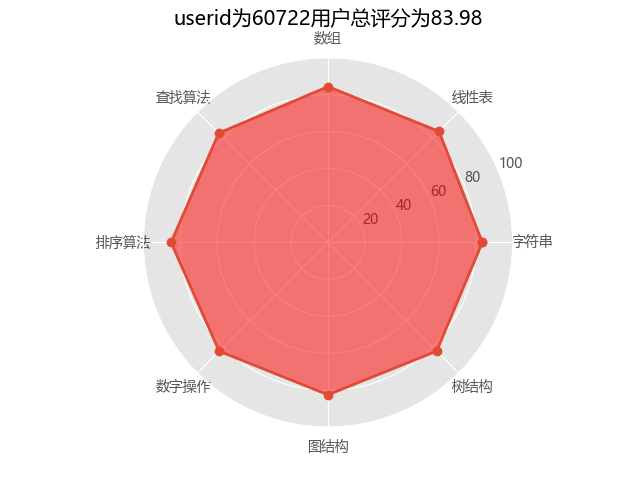 userid为60722用户总评分为83.98
数组
查找算法
线性表
100
80
60
40
20
排序算法
字符串
数字操作
树结构
图结构